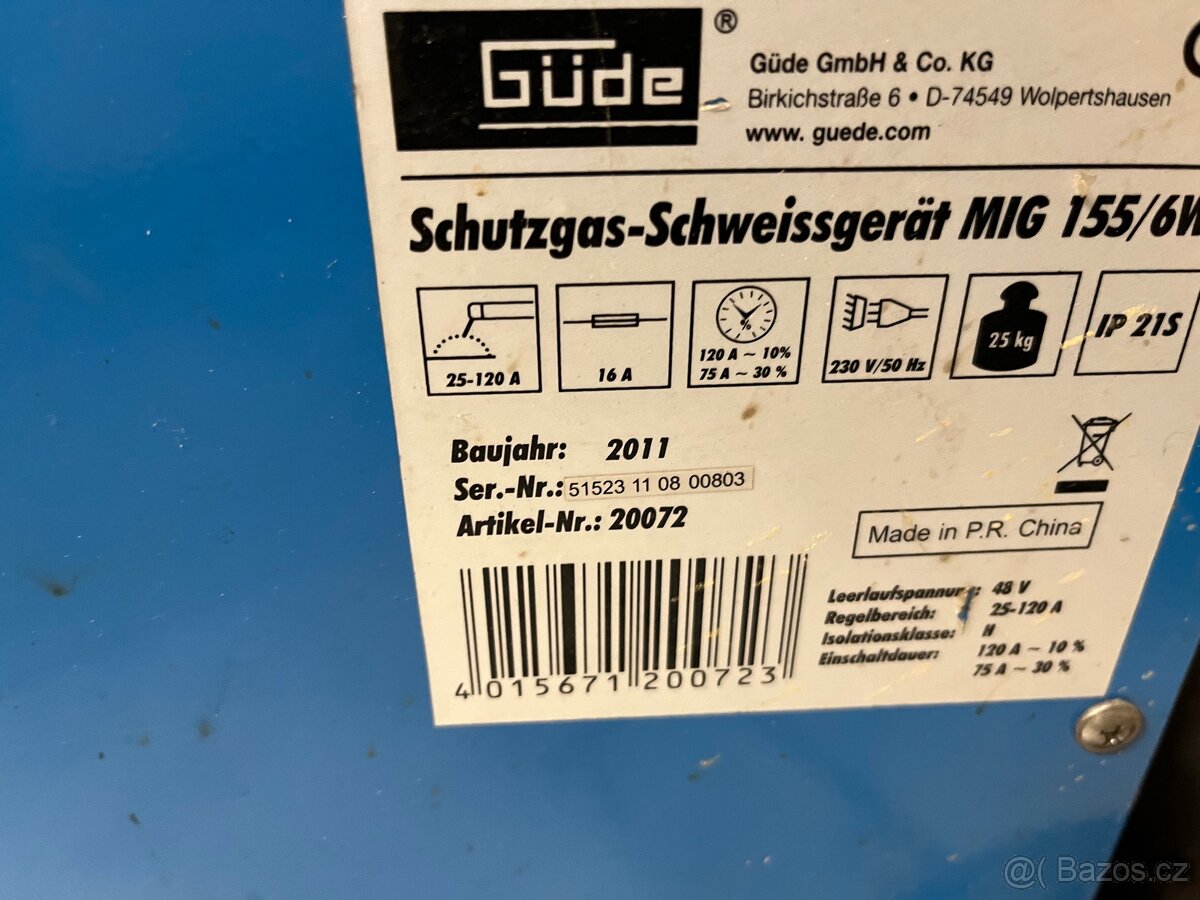 Güde ®
Güde GmbH & Co. KG
Birkichstraße 6 • D-74549 Wolpertshausen
www. guede.com
Schutzgas-Schweissgerät MIG 155/6W
25-120 A
16 A
120 A ~ 10%
75 A ~ 30 %
230 V/50 Hz
25 kg
IP 21S
Baujahr: 2011
Ser.-Nr.: 51523 11 08 00803
Artikel-Nr.: 20072
Made in P.R. China
4 015671 200723
Leerlaufspannung: 48 V
Regelbereich: 25-120 A
Isolationsklasse: H
Einschaltdauer: 120 A ~ 10 %
75 A ~ 30 %
@( Bazos.cz